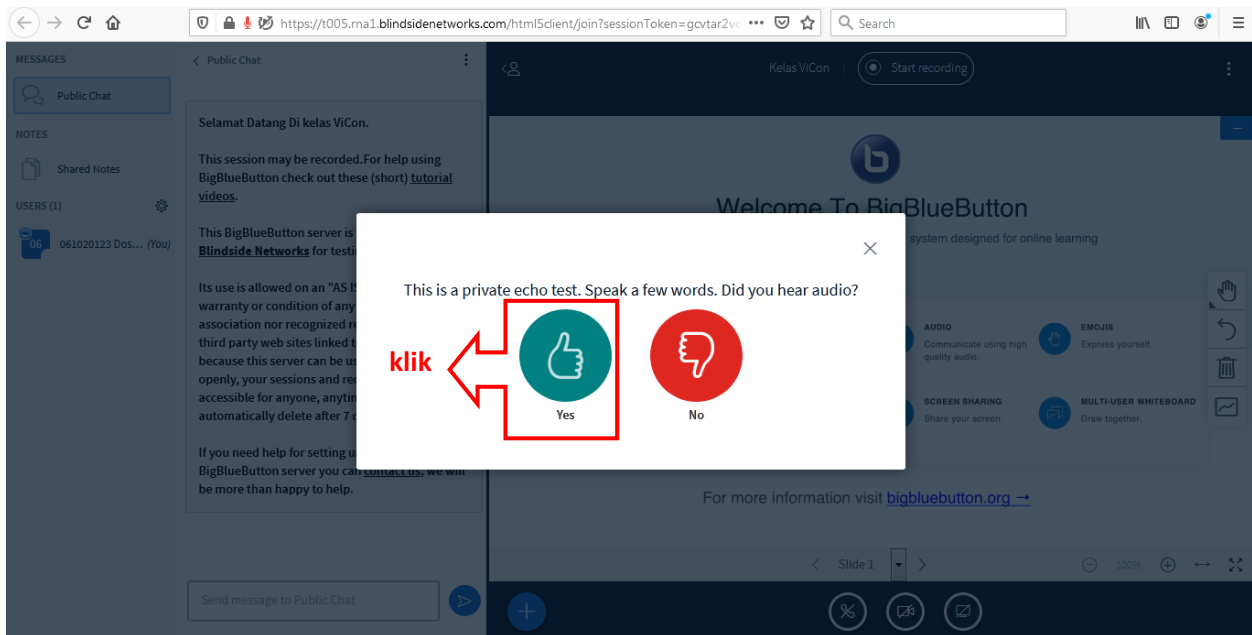 https://t005.rna1.blindsidenetworks.com/html5client/join?sessionToken=gcvtar2vc
Search
MESSAGES
Public Chat
NOTES
Shared Notes
USERS (1)
06
061020123 Dos... (You)
Public Chat
Selamat Datang Di kelas ViCon.
This session may be recorded.For help using
BigBlueButton check out these (short) tutorial
videos.
This BigBlueButton server is
Blindside Networks for testi
Its use is allowed on an "AS IS
warranty or condition of any
association nor recognized re
third party web sites linked t
because this server can be us
openly, your sessions and rec
accessible for anyone, anytim
automatically delete after 7 d
If you need help for setting u
BigBlueButton server you can contact us, we will
be more than happy to help.
Send message to Public Chat
Kelas ViCon
Start recording
Welcome To BigBlueButton
system designed for online learning
This is a private echo test. Speak a few words. Did you hear audio?
klik
Yes
No
AUDIO
Communicate using high
quality audio.
EMOJIS
Express yourself.
SCREEN SHARING
Share your screen.
MULTI-USER WHITEBOARD
Draw together.
For more information visit bigbluebutton.org →
Slide 1
100%